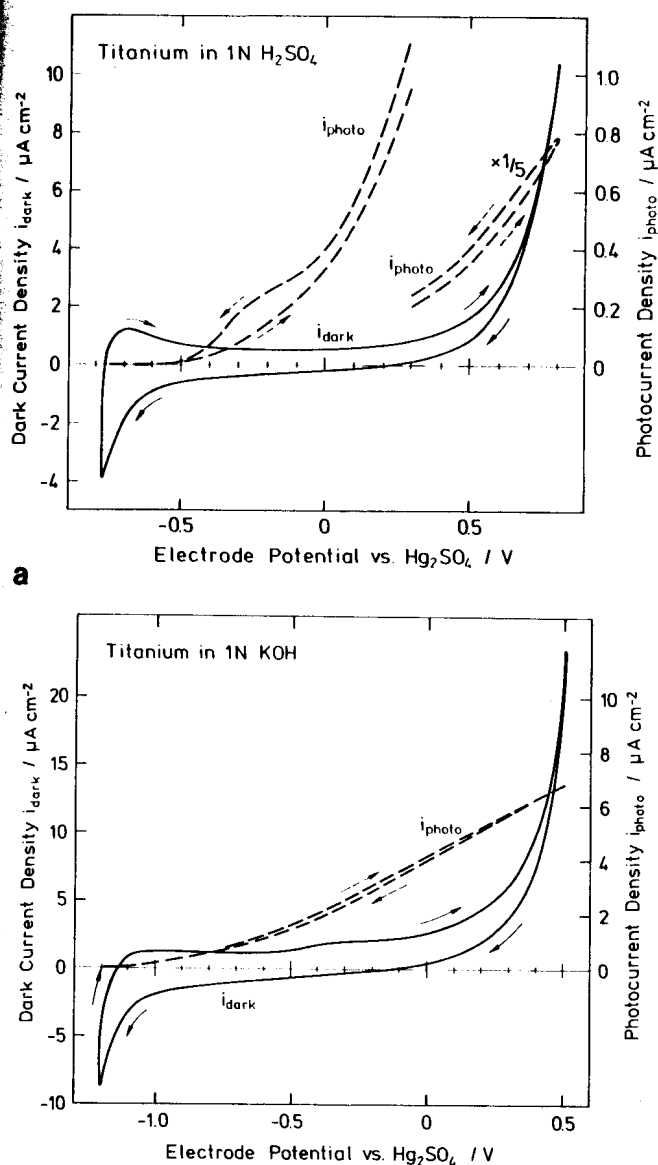 Titanium in 1N H₂SO₄
Dark Current Density i_dark / µA cm⁻²
10
8
6
4
2
0
-2
-4
i_photo
×1/5
i_photo
i_dark
1.0
0.8
0.6
0.4
0.2
0
Photocurrent Density i_photo / µA cm⁻²
-0.5
0
0.5
Electrode Potential vs. Hg₂SO₄ / V
a
Titanium in 1N KOH
Dark Current Density i_dark / µA cm⁻²
20
15
10
5
0
-5
-10
i_photo
i_dark
10
8
6
4
2
0
Photocurrent Density i_photo / µA cm⁻²
-1.0
-0.5
0
0.5
Electrode Potential vs. Hg₂SO₄ / V